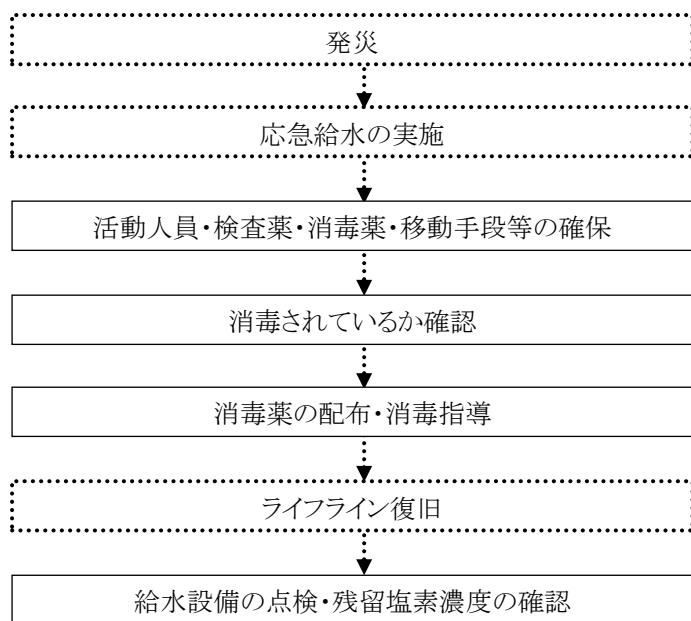 発災
応急給水の実施
活動人員・検査薬・消毒薬・移動手段等の確保
消毒されているか確認
消毒薬の配布・消毒指導
ライフライン復旧
給水設備の点検・残留塩素濃度の確認